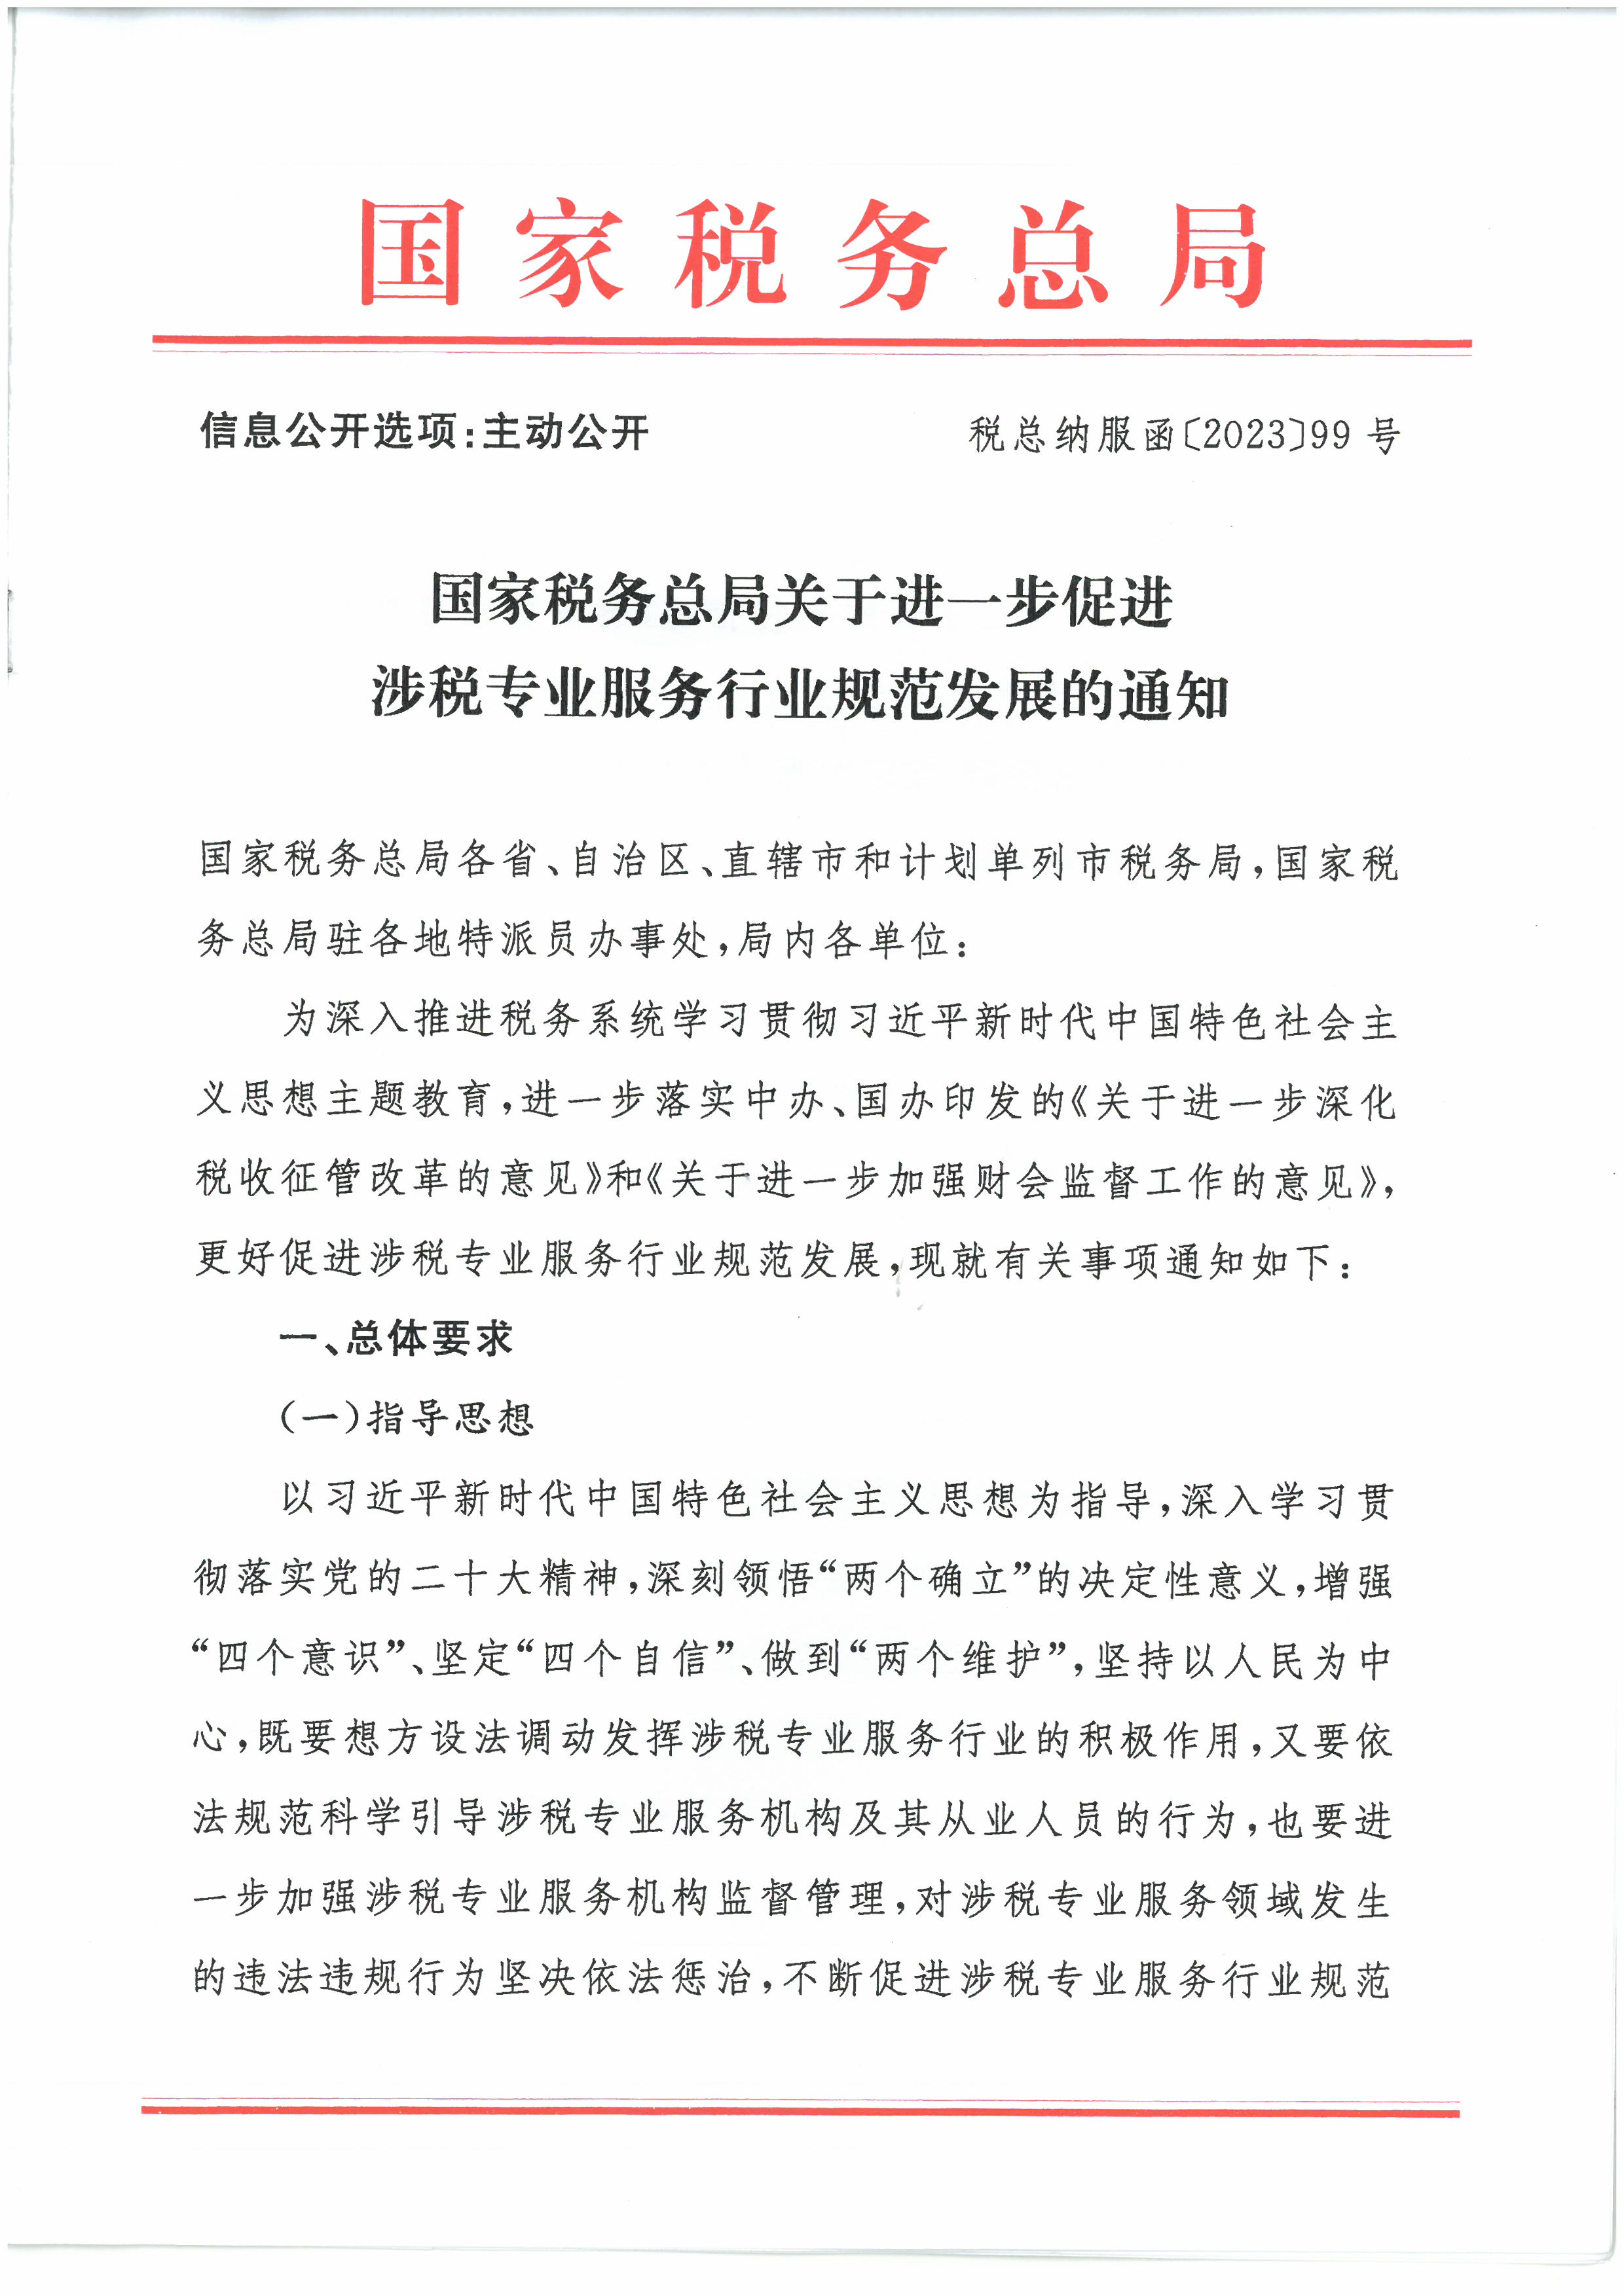 国家税务总局
信息公开选项:主动公开
税总纳服函〔2023〕99号
国家税务总局关于进一步促进
涉税专业服务行业规范发展的通知
国家税务总局各省、自治区、直辖市和计划单列市税务局,国家税
务总局驻各地特派员办事处,局内各单位:
为深入推进税务系统学习贯彻习近平新时代中国特色社会主
义思想主题教育,进一步落实中办、国办印发的《关于进一步深化
税收征管改革的意见》和《关于进一步加强财会监督工作的意见》,
更好促进涉税专业服务行业规范发展,现就有关事项通知如下:
一、总体要求
(一)指导思想
以习近平新时代中国特色社会主义思想为指导,深入学习贯
彻落实党的二十大精神,深刻领悟“两个确立”的决定性意义,增强
“四个意识”、坚定“四个自信”、做到“两个维护”,坚持以人民为中
心,既要想方设法调动发挥涉税专业服务行业的积极作用,又要依
法规范科学引导涉税专业服务机构及其从业人员的行为,也要进
一步加强涉税专业服务机构监督管理,对涉税专业服务领域发生
的违法违规行为坚决依法惩治,不断促进涉税专业服务行业规范